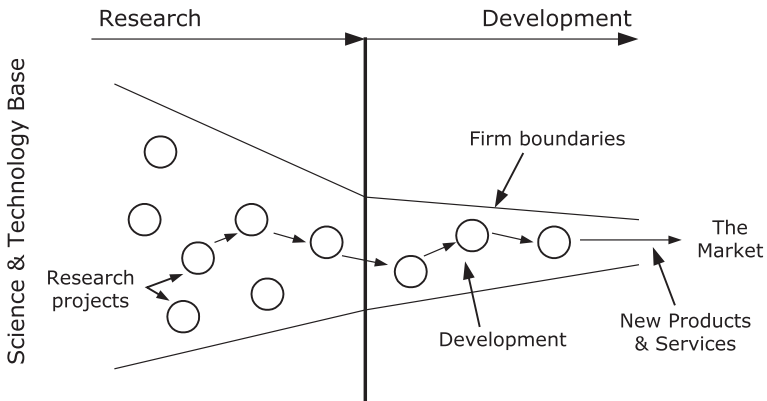 Research
Development
Science & Technology Base
Firm boundaries
The
Market
Research
projects
New Products
& Services
Development